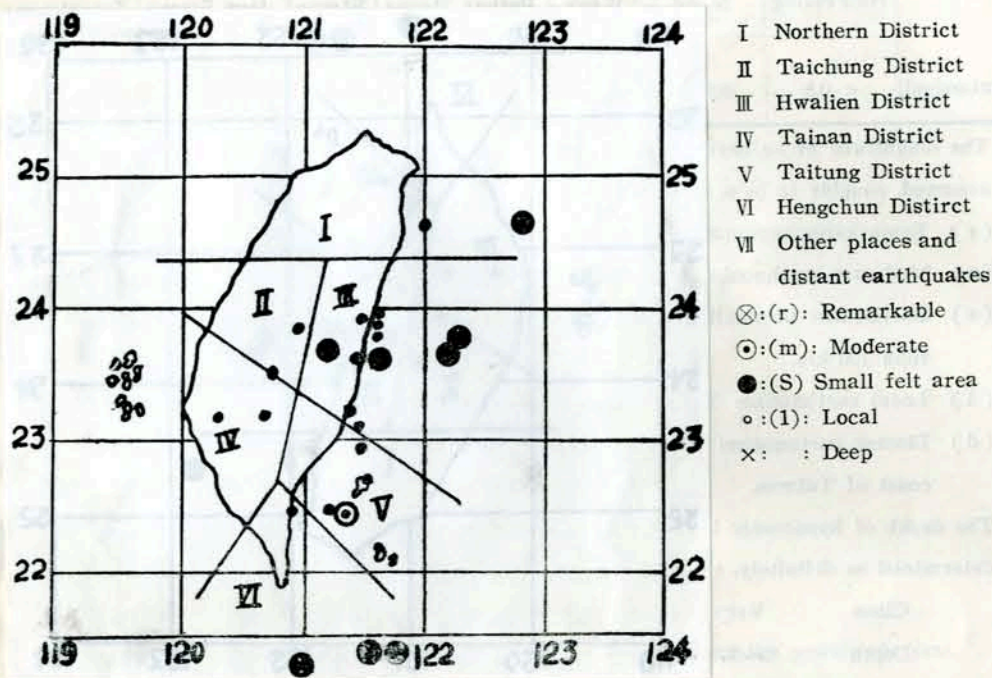 119 120 121 122 123 124
25 25
24 24
23 23
22 22
119 120 121 122 123 124
I
II
III
IV
V
VI
I Northern District
II Taichung District
III Hwalien District
IV Tainan District
V Taitung District
VI Hengchun Distirct
VII Other places and
distant earthquakes
⊗:(r): Remarkable
⊙:(m): Moderate
●:(S) Small felt area
o:(1): Local
×: : Deep